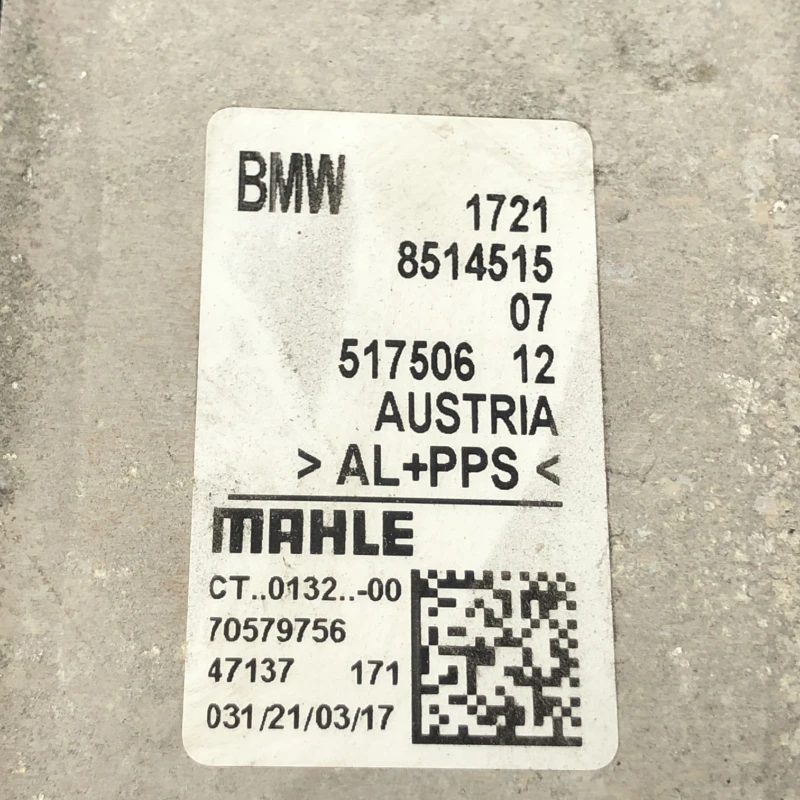 BMW
1721
8514515
07
517506 12
AUSTRIA
> AL+PPS <
MAHLE
CT..0132..-00
70579756
47137 171
031/21/03/17